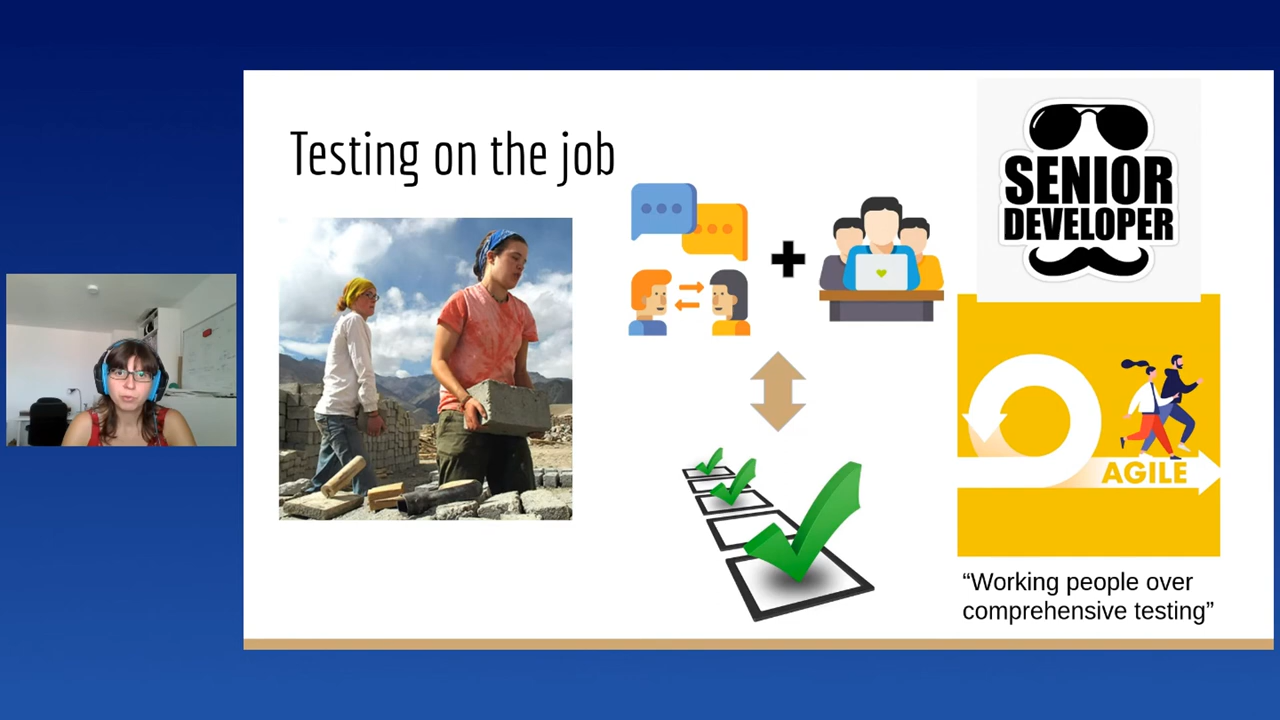 Testing on the job
SENIOR
DEVELOPER
AGILE
“Working people over
comprehensive testing”